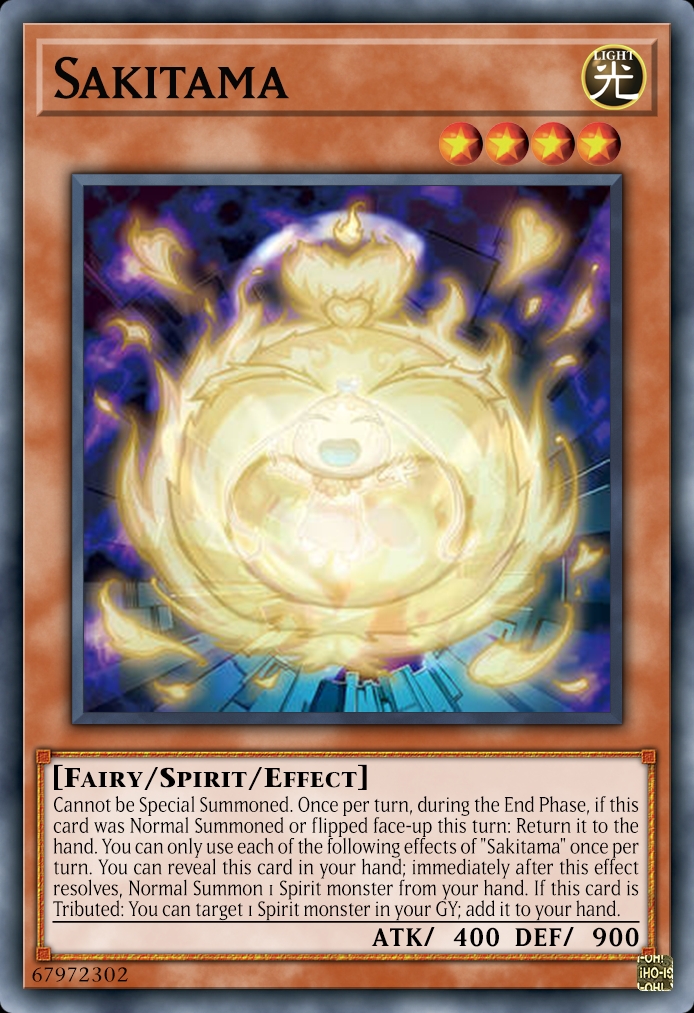 Sakitama
LIGHT
光
[Fairy/Spirit/Effect]
Cannot be Special Summoned. Once per turn, during the End Phase, if this
card was Normal Summoned or flipped face-up this turn: Return it to the
hand. You can only use each of the following effects of "Sakitama" once per
turn. You can reveal this card in your hand; immediately after this effect
resolves, Normal Summon 1 Spirit monster from your hand. If this card is
Tributed: You can target 1 Spirit monster in your GY; add it to your hand.
ATK/ 400 DEF/ 900
67972302